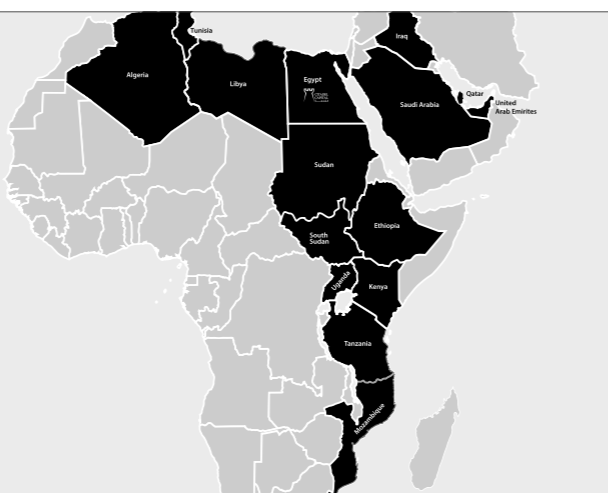 Tunisia
Iraq
Algeria
Libya
Egypt
Qatar
Saudi Arabia
United
Arab Emirites
Sudan
Ethiopia
South
Sudan
Uganda
Kenya
Tanzania
Mozambique